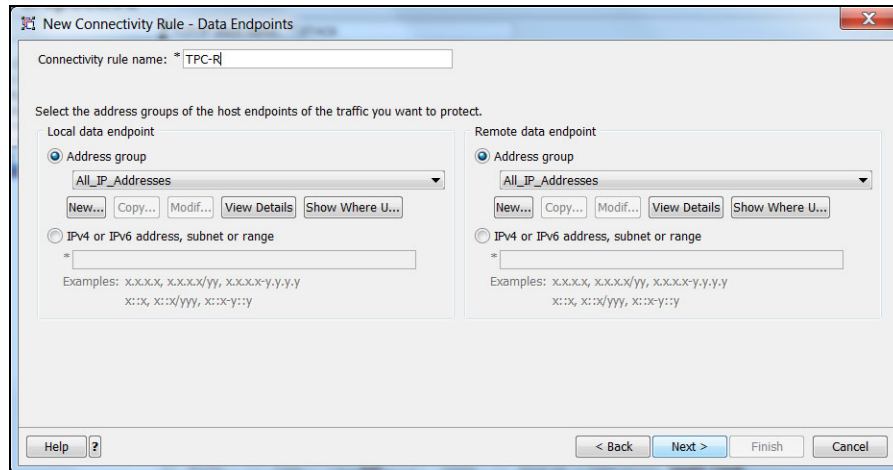 New Connectivity Rule - Data Endpoints
Connectivity rule name: * TPC-R
Select the address groups of the host endpoints of the traffic you want to protect.
Local data endpoint
Address group
All_IP_Addresses
New... Copy... Modif... View Details Show Where U...
IPv4 or IPv6 address, subnet or range
*
Examples: x.x.x.x, x.x.x.x/yy, x.x.x.x-y.y.y.y
x::x, x::x/yyy, x::x-y::y
Remote data endpoint
Address group
All_IP_Addresses
New... Copy... Modif... View Details Show Where U...
IPv4 or IPv6 address, subnet or range
*
Examples: x.x.x.x, x.x.x.x/yy, x.x.x.x-y.y.y.y
x::x, x::x/yyy, x::x-y::y
Help ? < Back Next > Finish Cancel